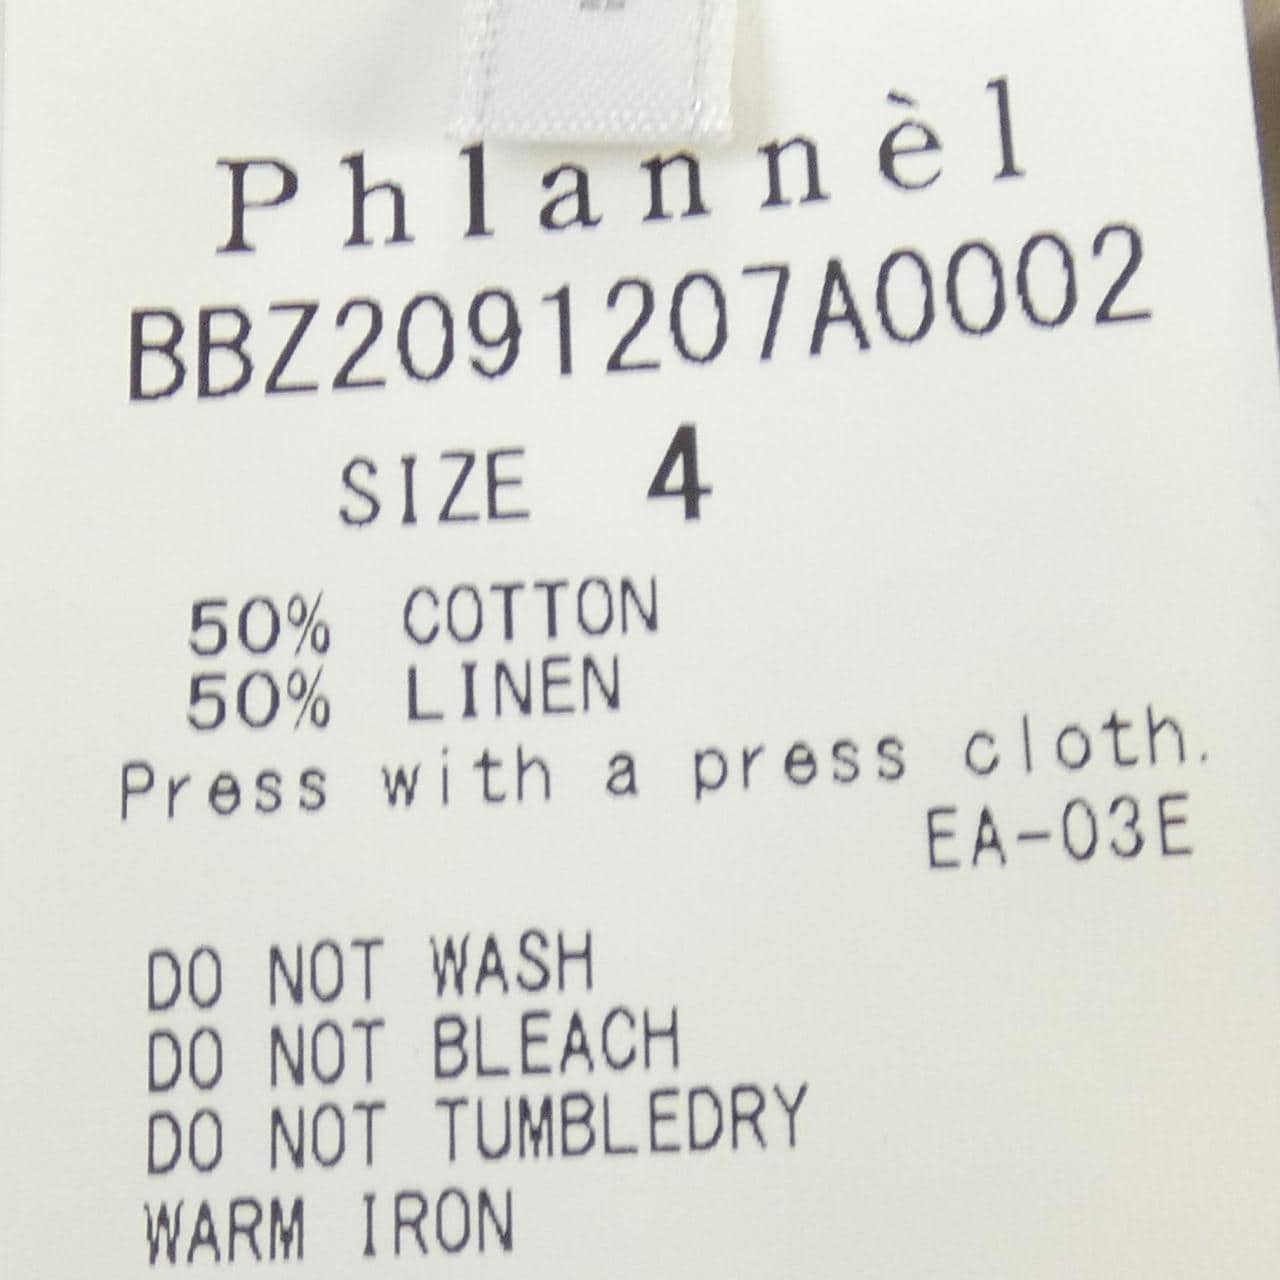 Phlannèl
BBZ2091207A0002
SIZE 4
50% COTTON
50% LINEN
Press with a press cloth.
EA-03E
DO NOT WASH
DO NOT BLEACH
DO NOT TUMBLEDRY
WARM IRON